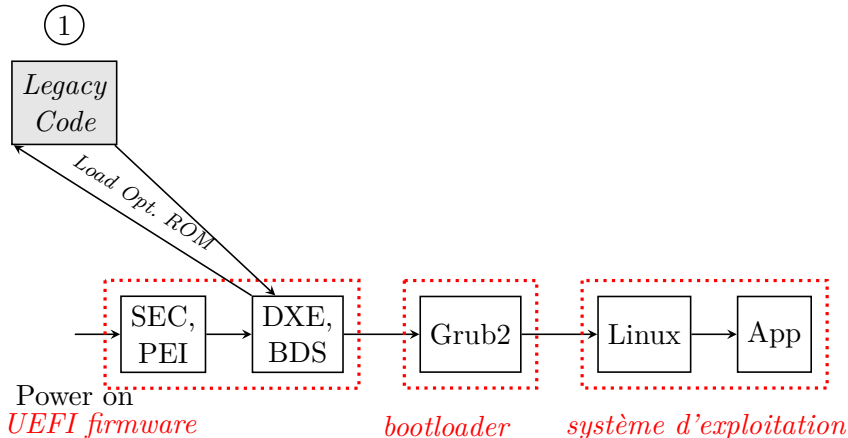 1
Legacy
Code
Load Opt. ROM
SEC,
PEI
DXE,
BDS
Grub2
Linux
App
Power on
UEFI firmware
bootloader
système d'exploitation